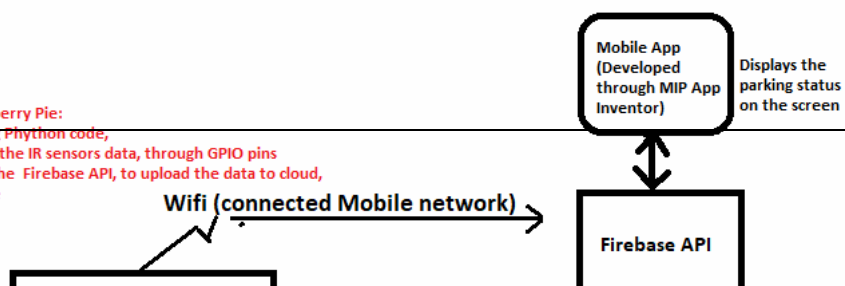 Mobile App
(Developed
through MIP App
Inventor)
Displays the
parking status
on the screen
erry Pie:
Phython code,
the IR sensors data, through GPIO pins
he Firebase API, to upload the data to cloud,
Wifi (connected Mobile network)
Firebase API